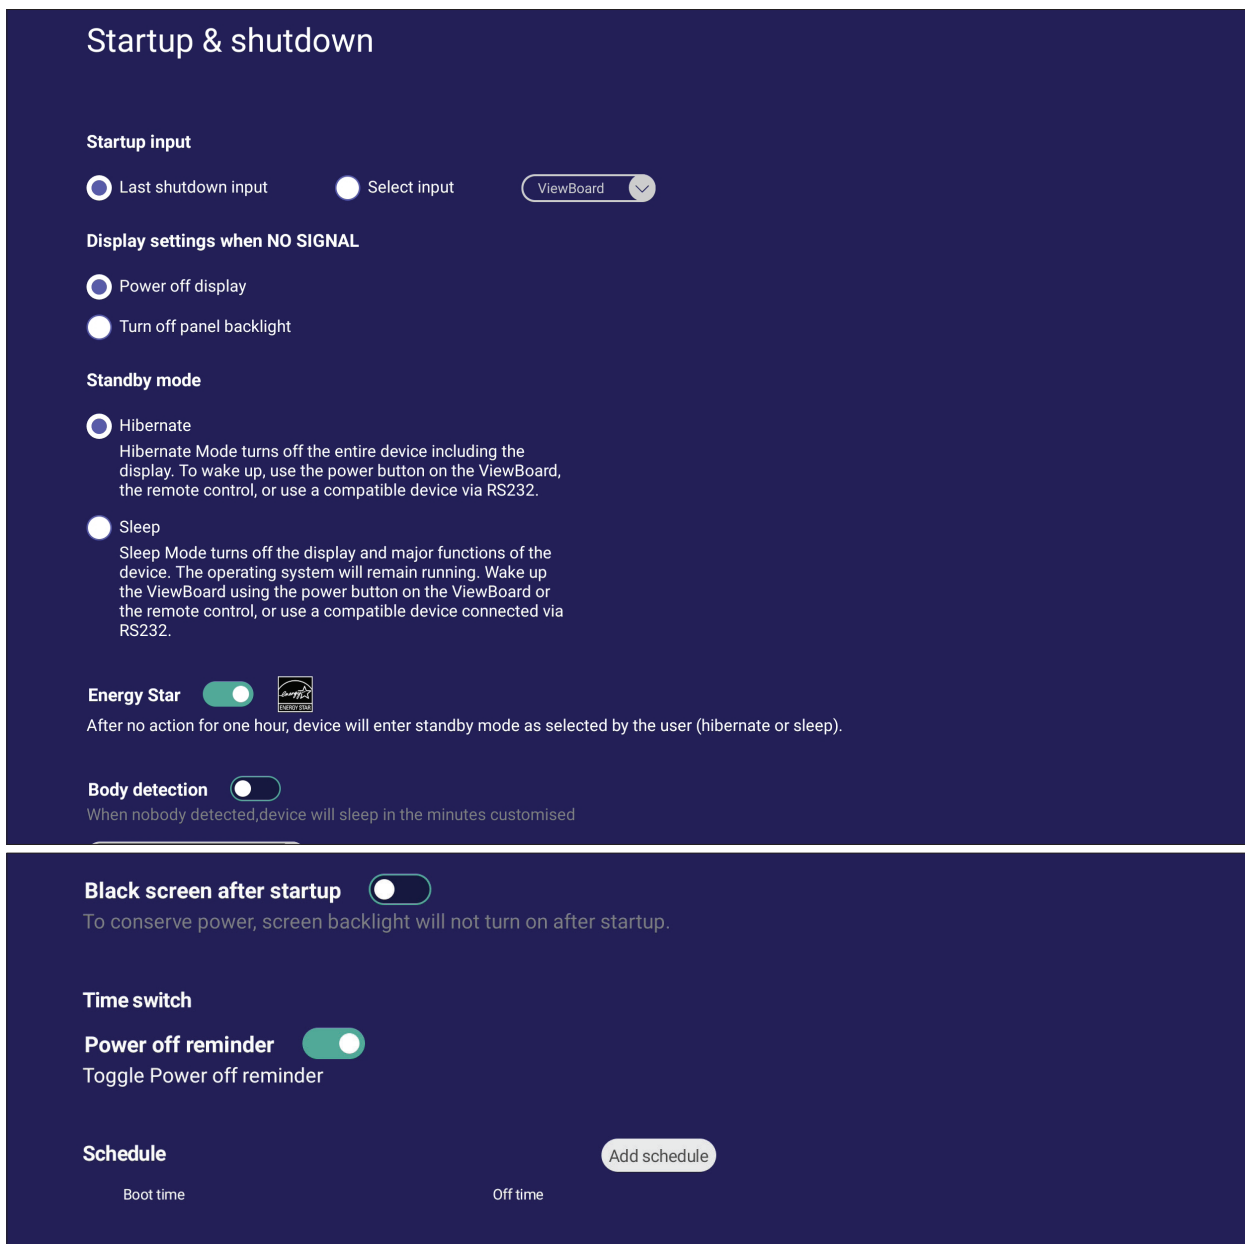 Startup & shutdown
Startup input
Last shutdown input
Select input
ViewBoard
Display settings when NO SIGNAL
Power off display
Turn off panel backlight
Standby mode
Hibernate
Hibernate Mode turns off the entire device including the
display. To wake up, use the power button on the ViewBoard,
the remote control, or use a compatible device via RS232.
Sleep
Sleep Mode turns off the display and major functions of the
device. The operating system will remain running. Wake up
the ViewBoard using the power button on the ViewBoard or
the remote control, or use a compatible device connected via
RS232.
Energy Star
energy
ENERGY STAR
After no action for one hour, device will enter standby mode as selected by the user (hibernate or sleep).
Body detection
When nobody detected,device will sleep in the minutes customised
Black screen after startup
To conserve power, screen backlight will not turn on after startup.
Time switch
Power off reminder
Toggle Power off reminder
Schedule
Add schedule
Boot time
Off time